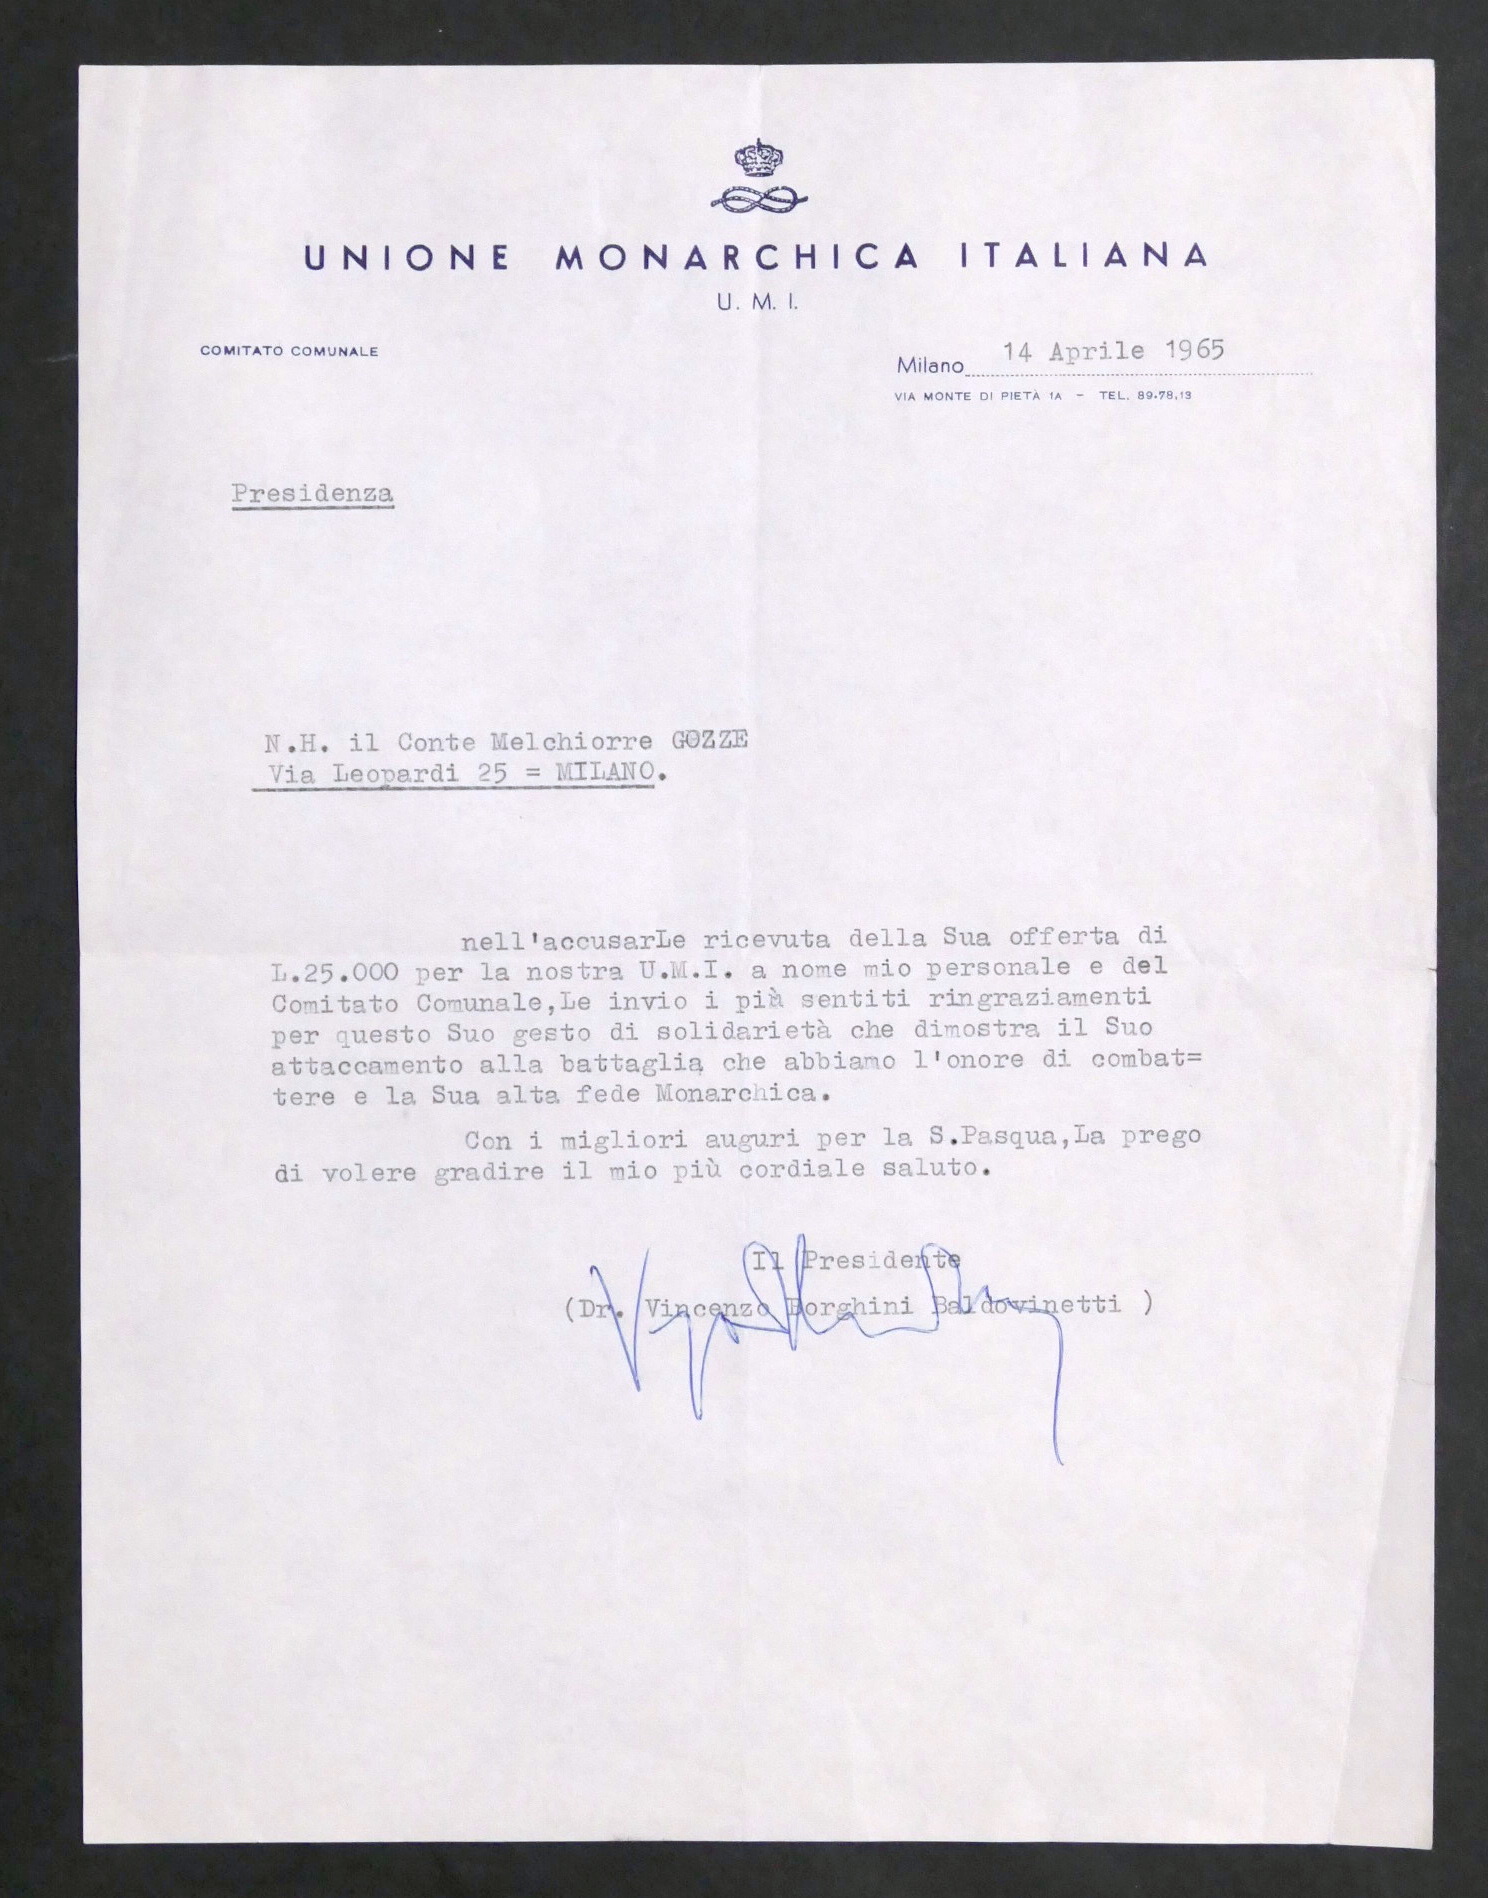 UNIONE MONARCHICA ITALIANA
U. M. I.
COMITATO COMUNALE
Milano 14 Aprile 1965
VIA MONTE DI PIETÀ 1A – TEL. 89.78.13
Presidenza
N.H. il Conte Melchiorre GOZZE
Via Leopardi 25 = MILANO.
nell'accusarLe ricevuta della Sua offerta di
L.25.000 per la nostra U.M.I. a nome mio personale e del
Comitato Comunale,Le invio i più sentiti ringraziamenti
per questo Suo gesto di solidarietà che dimostra il Suo
attaccamento alla battaglia che abbiamo l'onore di combat=
tere e la Sua alta fede Monarchica.
Con i migliori auguri per la S.Pasqua,La prego
di volere gradire il mio più cordiale saluto.
Il Presidente
(Dr. Vincenzo Borghini Baldovinetti )